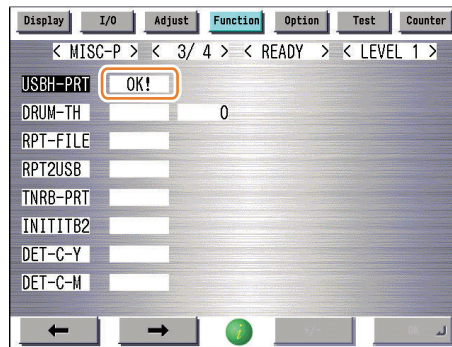 Display I/O Adjust Function Option Test Counter
< MISC-P > < 3/ 4 > < READY > < LEVEL 1 >
USBH-PRT OK!
DRUM-TH 0
RPT-FILE
RPT2USB
TNRB-PRT
INITITB2
DET-C-Y
DET-C-M
+/- OK